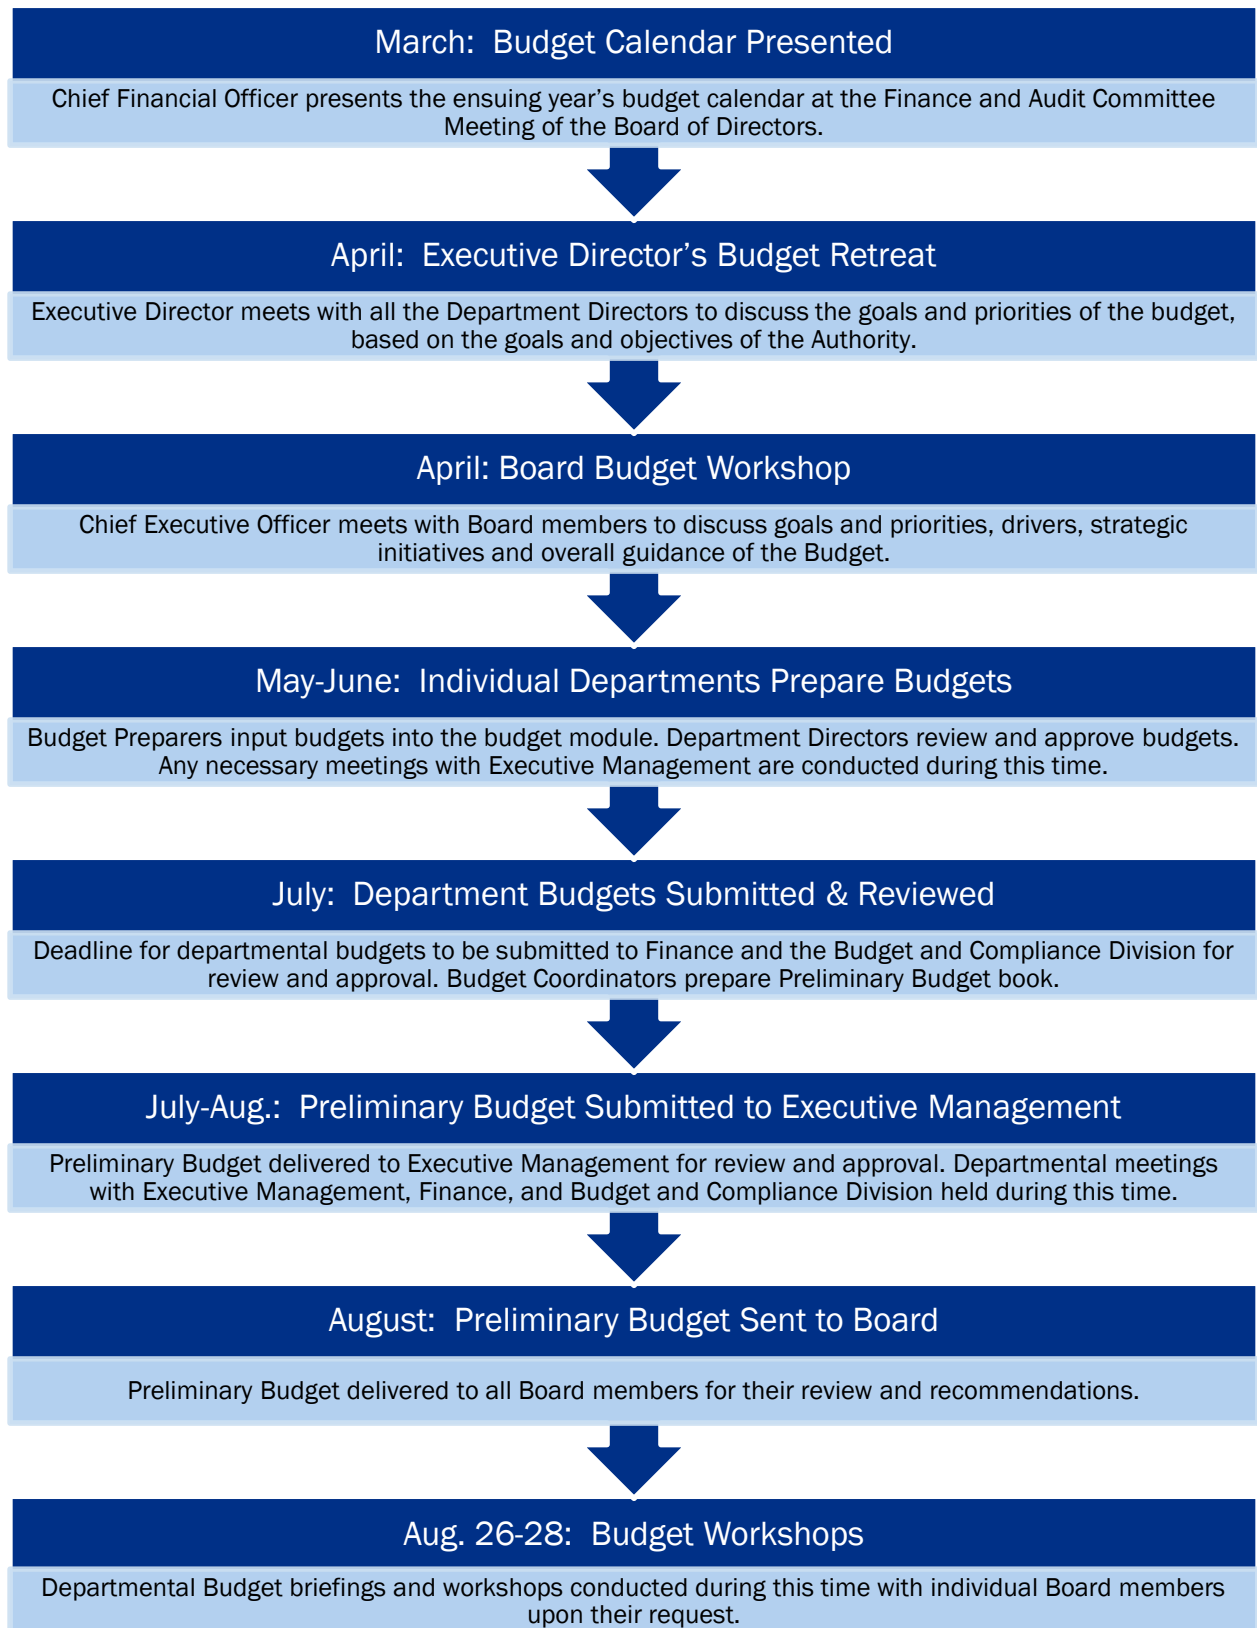 March:  Budget Calendar Presented
Chief Financial Officer presents the ensuing year's budget calendar at the Finance and Audit Committee
Meeting of the Board of Directors.
April:  Executive Director's Budget Retreat
Executive Director meets with all the Department Directors to discuss the goals and priorities of the budget,
based on the goals and objectives of the Authority.
April: Board Budget Workshop
Chief Executive Officer meets with Board members to discuss goals and priorities, drivers, strategic
initiatives and overall guidance of the Budget.
May-June:  Individual Departments Prepare Budgets
Budget Preparers input budgets into the budget module. Department Directors review and approve budgets.
Any necessary meetings with Executive Management are conducted during this time.
July:  Department Budgets Submitted & Reviewed
Deadline for departmental budgets to be submitted to Finance and the Budget and Compliance Division for
review and approval. Budget Coordinators prepare Preliminary Budget book.
July-Aug.:  Preliminary Budget Submitted to Executive Management
Preliminary Budget delivered to Executive Management for review and approval. Departmental meetings
with Executive Management, Finance, and Budget and Compliance Division held during this time.
August:  Preliminary Budget Sent to Board
Preliminary Budget delivered to all Board members for their review and recommendations.
Aug. 26-28:  Budget Workshops
Departmental Budget briefings and workshops conducted during this time with individual Board members
upon their request.